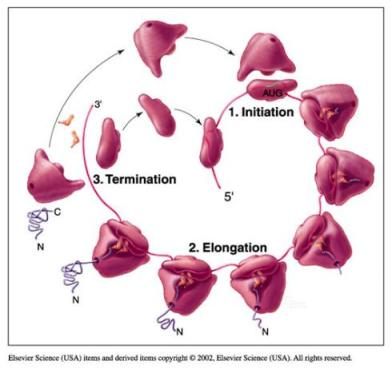 3'
AUG
1. Initiation
3. Termination
5'
C
N
2. Elongation
N
N
N
Elsevier Science (USA) items and derived items copyright © 2002, Elsevier Science (USA). All rights reserved.